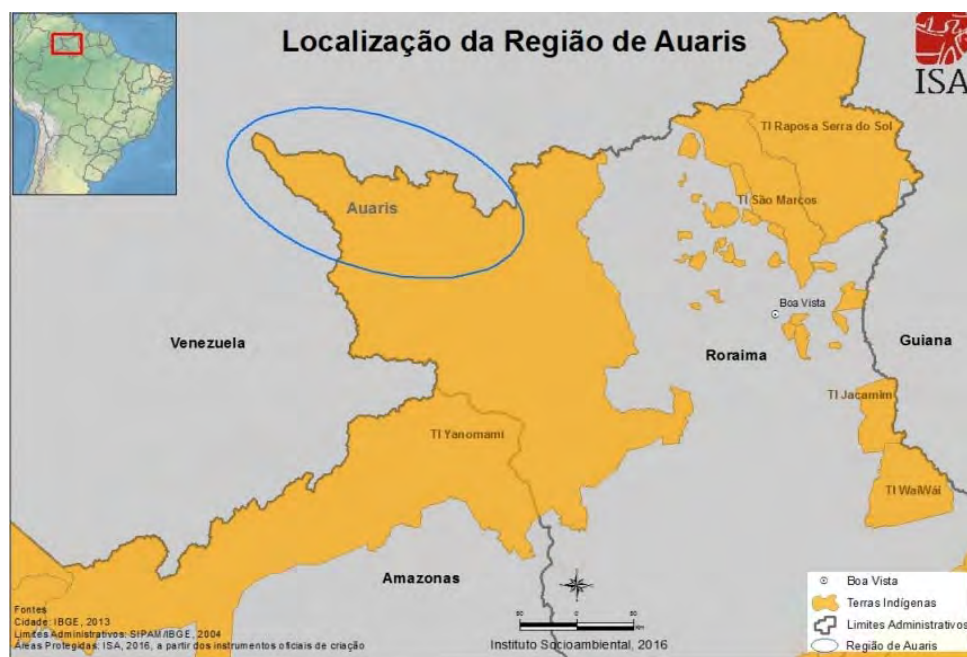 Localização da Região de Auaris
ISA
TI Raposa Serra do Sol
TI São Marcos
Auaris
Boa Vista
Venezuela
Roraima
Guiana
TI Jacamim
TI Yanomami
TI WaiWái
Amazonas
Fontes
Cidade: IBGE, 2013
Limites Administrativos: SIPAM/IBGE, 2004
Áreas Protegidas: ISA, 2016, a partir dos instrumentos oficiais de criação
0
Instituto Socioambiental, 2016
Boa Vista
Terras Indígenas
Limites Administrativos
Região de Auaris